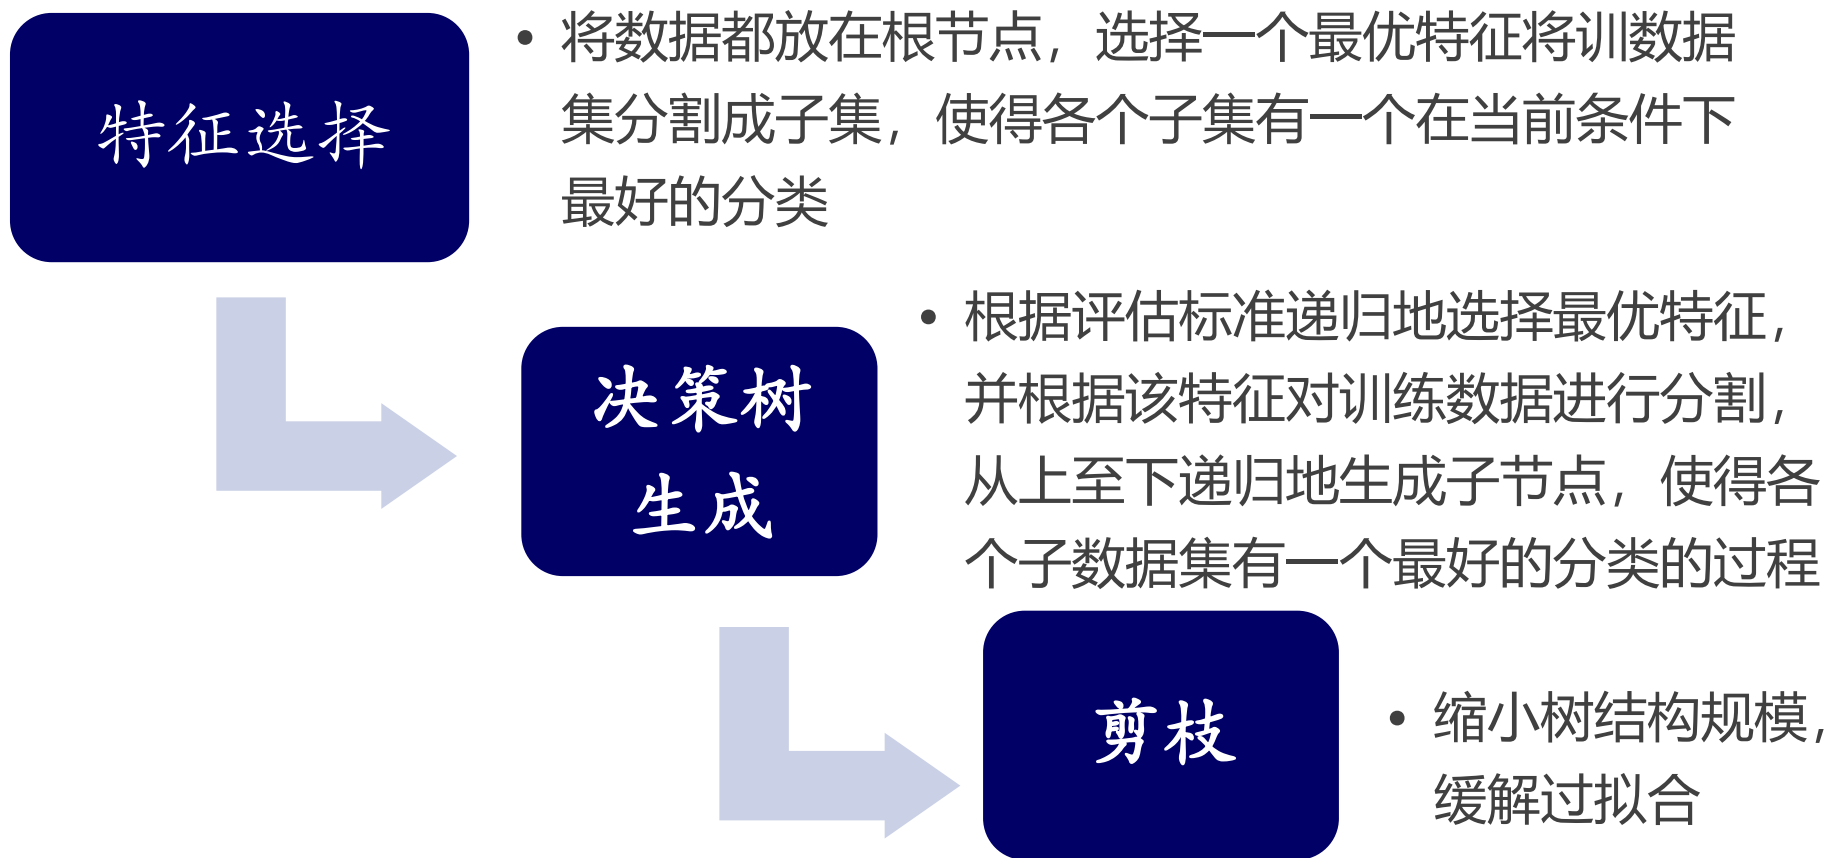 特征选择
• 将数据都放在根节点，选择一个最优特征将训数据
集分割成子集，使得各个子集有一个在当前条件下
最好的分类
决策树
生成
• 根据评估标准递归地选择最优特征，
并根据该特征对训练数据进行分割，
从上至下递归地生成子节点，使得各
个子数据集有一个最好的分类的过程
剪枝
• 缩小树结构规模，
缓解过拟合